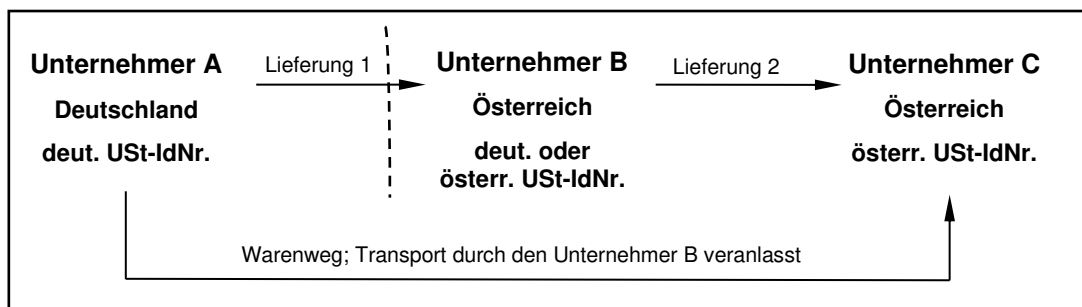 Unternehmer A
Deutschland
deut. USt-IdNr.
Lieferung 1
Unternehmer B
Österreich
deut. oder
österr. USt-IdNr.
Lieferung 2
Unternehmer C
Österreich
österr. USt-IdNr.
Warenweg; Transport durch den Unternehmer B veranlasst